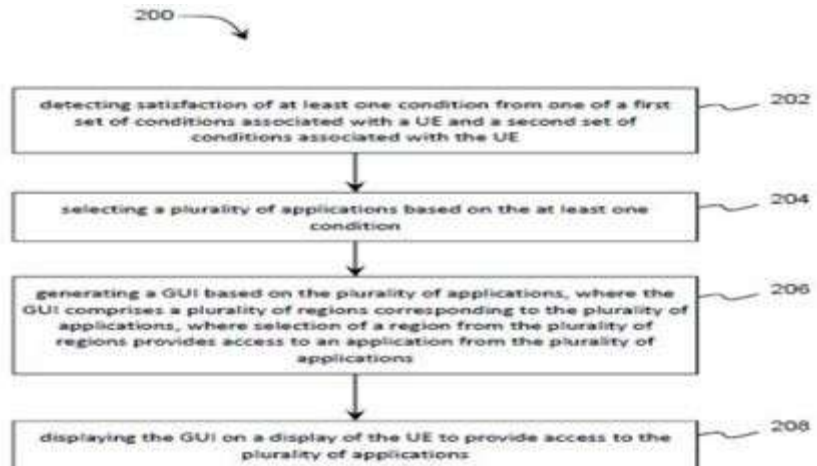 200
detecting satisfaction of at least one condition from one of a first
set of conditions associated with a UE and a second set of
conditions associated with the UE
202
selecting a plurality of applications based on the at least one
condition
204
generating a GUI based on the plurality of applications, where the
GUI comprises a plurality of regions corresponding to the plurality of
applications, where selection of a region from the plurality of
regions provides access to an application from the plurality of
applications
206
displaying the GUI on a display of the UE to provide access to the
plurality of applications
208